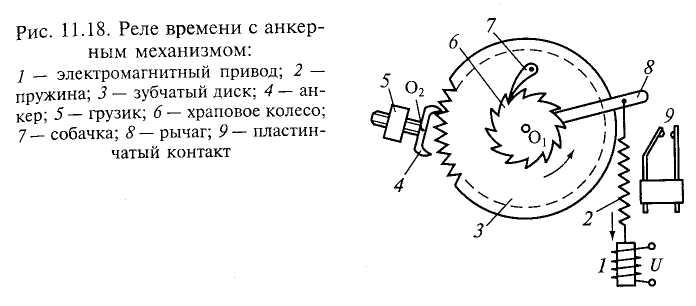 Рис. 11.18. Реле времени с анкер-
ным механизмом:
1 — электромагнитный привод; 2 —
пружина; 3 — зубчатый диск; 4 — ан-
кер; 5 — грузик; 6 — храповое колесо;
7 — собачка; 8 — рычаг; 9 — пластин-
чатый контакт
7
6
8
5
O₂
9
O₁
4
2
3
1
U